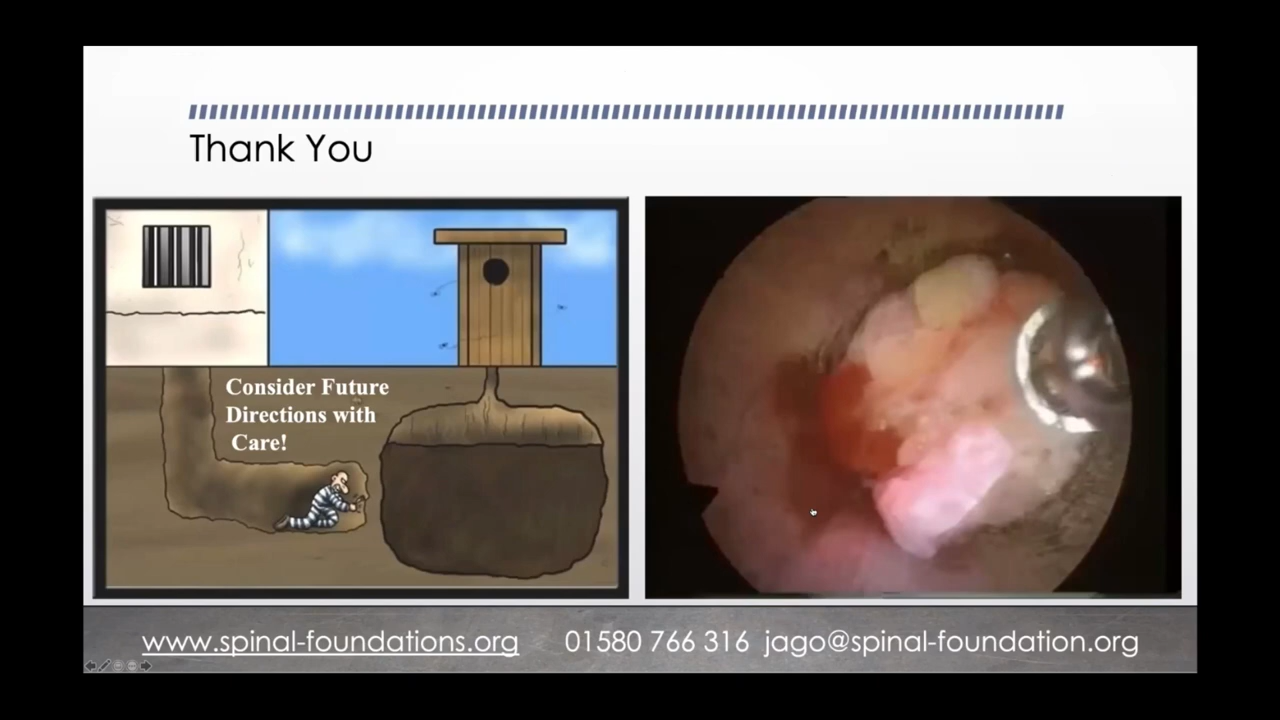 Thank You
Consider Future
Directions with
Care!
www.spinal-foundations.org 01580 766 316 jago@spinal-foundation.org